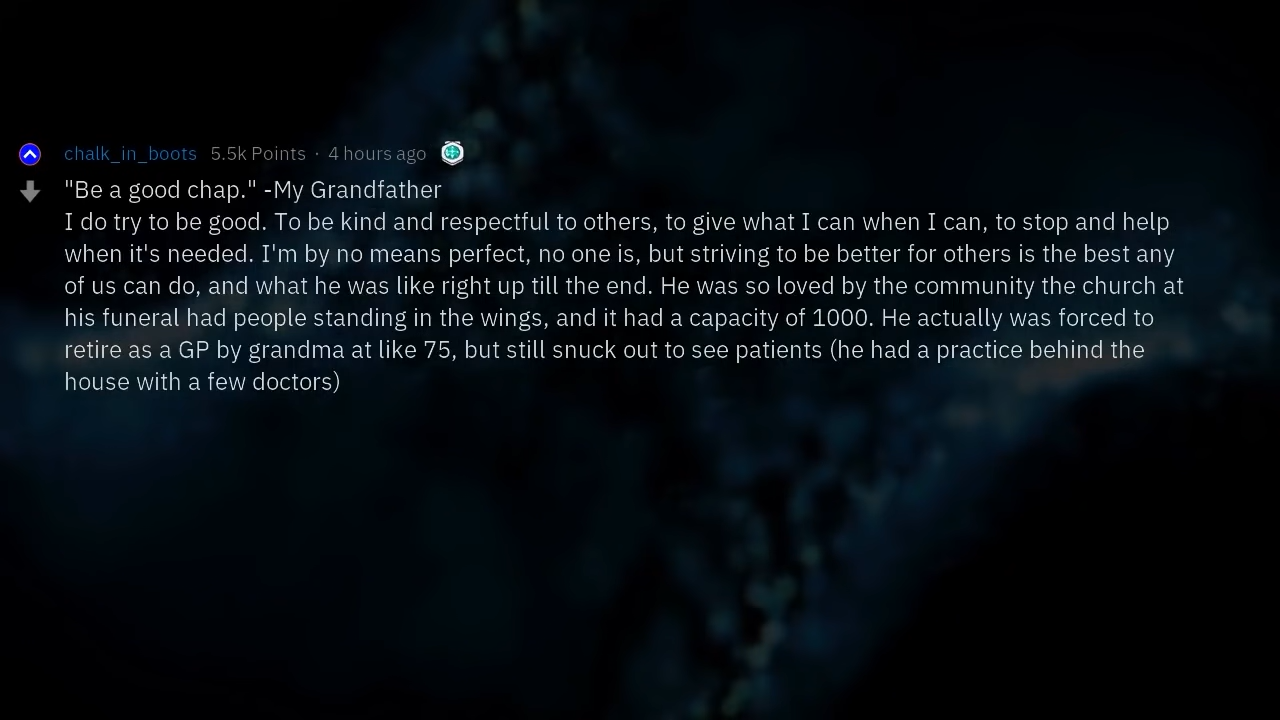 chalk_in_boots 5.5k Points · 4 hours ago
"Be a good chap." -My Grandfather
I do try to be good. To be kind and respectful to others, to give what I can when I can, to stop and help
when it's needed. I'm by no means perfect, no one is, but striving to be better for others is the best any
of us can do, and what he was like right up till the end. He was so loved by the community the church at
his funeral had people standing in the wings, and it had a capacity of 1000. He actually was forced to
retire as a GP by grandma at like 75, but still snuck out to see patients (he had a practice behind the
house with a few doctors)